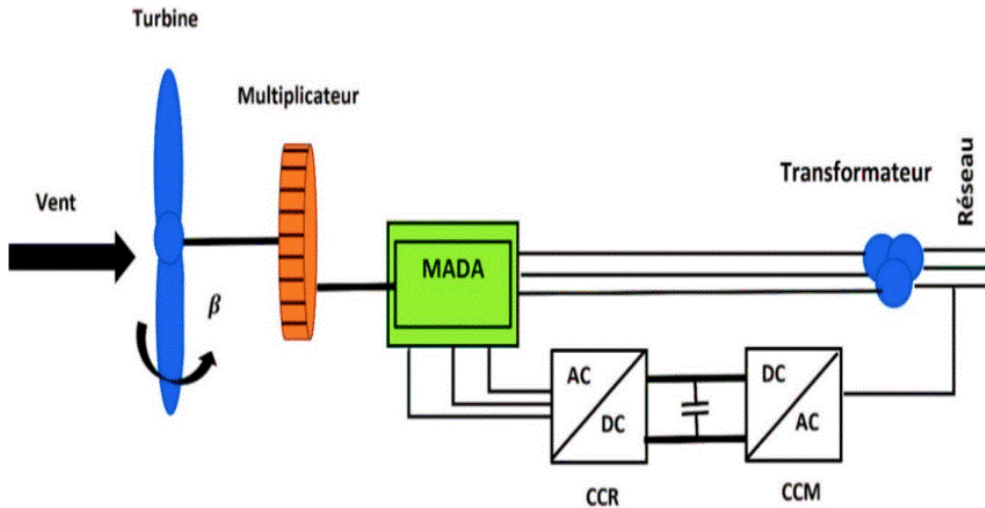 Turbine
Multiplicateur
Vent
β
MADA
Transformateur
Réseau
AC
DC
DC
AC
CCR
CCM